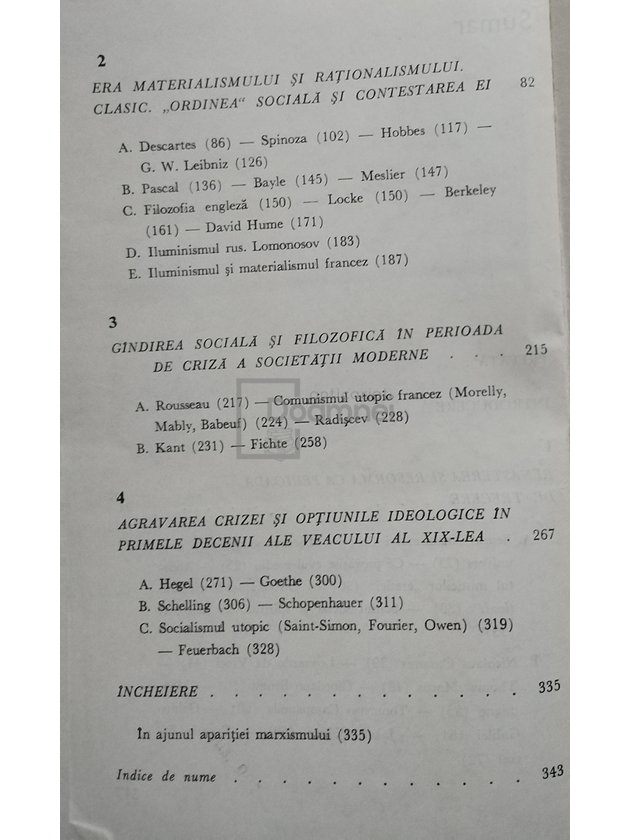 Sumar
2
ERA MATERIALISMULUI ȘI RAȚIONALISMULUI.
CLASIC. „ORDINEA“ SOCIALĂ ȘI CONTESTAREA EI 82
A. Descartes (86) — Spinoza (102) — Hobbes (117) —
G. W. Leibniz (126)
B. Pascal (136) — Bayle (145) — Meslier (147)
C. Filozofia engleză (150) — Locke (150) — Berkeley
(161) — David Hume (171)
D. Iluminismul rus. Lomonosov (183)
E. Iluminismul și materialismul francez (187)
3
GÎNDIREA SOCIALĂ ȘI FILOZOFICĂ ÎN PERIOADA
DE CRIZĂ A SOCIETĂȚII MODERNE . . . 215
A. Rousseau (217) — Comunismul utopic francez (Morelly,
Mably, Babeuf) (224) — Radișcev (228)
B. Kant (231) — Fichte (258)
4
AGRAVAREA CRIZEI ȘI OPȚIUNILE IDEOLOGICE ÎN
PRIMELE DECENII ALE VEACULUI AL XIX-LEA . 267
A. Hegel (271) — Goethe (300)
B. Schelling (306) — Schopenhauer (311)
C. Socialismul utopic (Saint-Simon, Fourier, Owen) (319)
— Feuerbach (328)
ÎNCHEIERE . . . . . . . . . . . . . 335
În ajunul apariției marxismului (335)
Indice de nume . . . . . . . . . . . 343